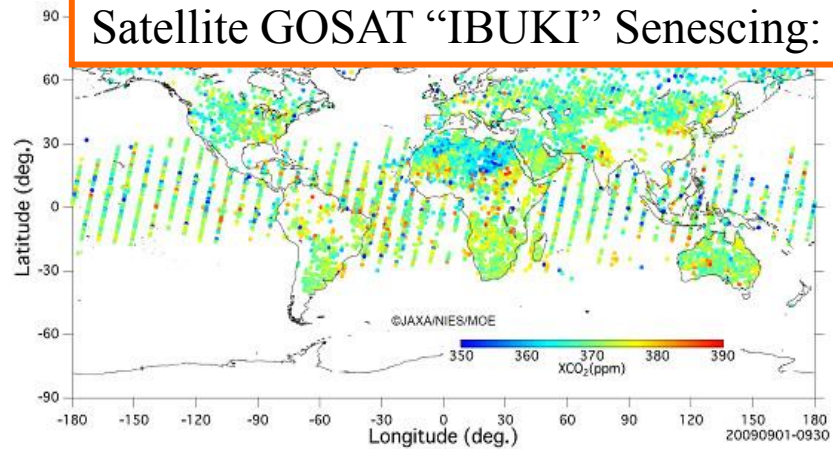 Satellite GOSAT “IBUKI” Senescing:
90
60
30
0
-30
-60
-90
Latitude (deg.)
©JAXA/NIES/MOE
350 360 370 380 390
XCO₂(ppm)
-180 -150 -120 -90 -60 -30 0 30 60 90 120 150 180
Longitude (deg.)
20090901-0930